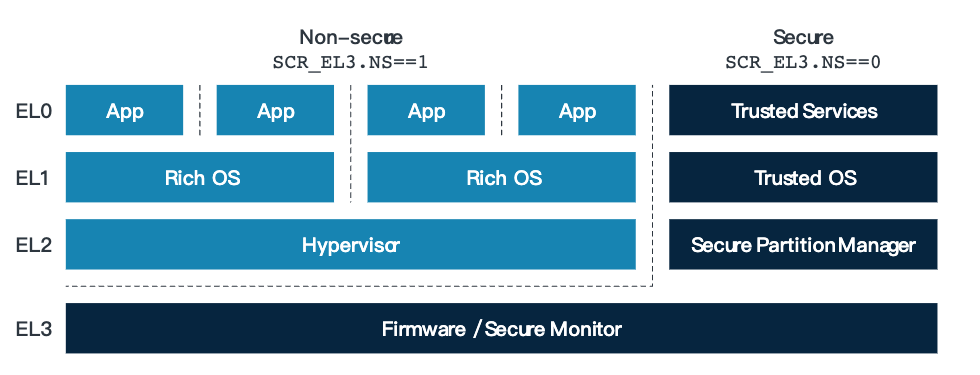 Non-secure
SCR_EL3.NS==1
Secure
SCR_EL3.NS==0
EL0
App
App
App
App
Trusted Services
EL1
Rich OS
Rich OS
Trusted OS
EL2
Hypervisor
Secure Partition Manager
EL3
Firmware / Secure Monitor